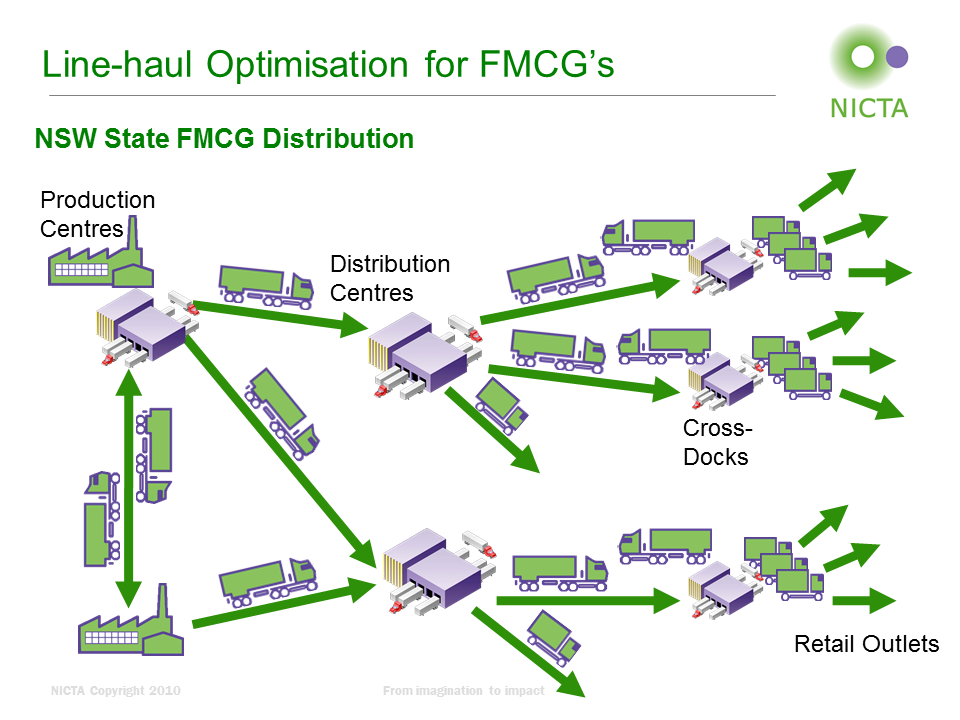 Line-haul Optimisation for FMCG’s
NICTA
NSW State FMCG Distribution
Production
Centres
Distribution
Centres
Cross-
Docks
Retail Outlets
NICTA Copyright 2010
From imagination to impact